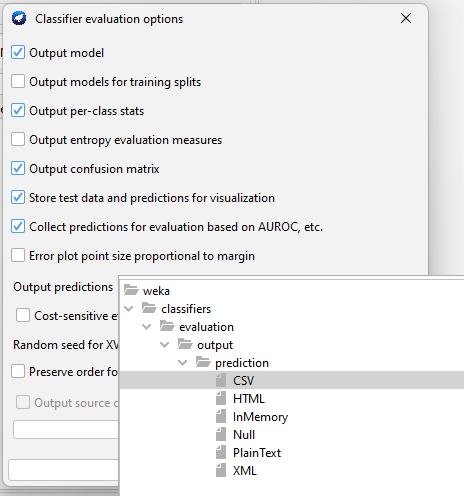 Classifier evaluation options
Output model
Output models for training splits
Output per-class stats
Output entropy evaluation measures
Output confusion matrix
Store test data and predictions for visualization
Collect predictions for evaluation based on AUROC, etc.
Error plot point size proportional to margin
Output predictions
weka
Cost-sensitive
classifiers
evaluation
Random seed for XV
output
Preserve order fo
prediction
CSV
Output source
HTML
InMemory
Null
PlainText
XML